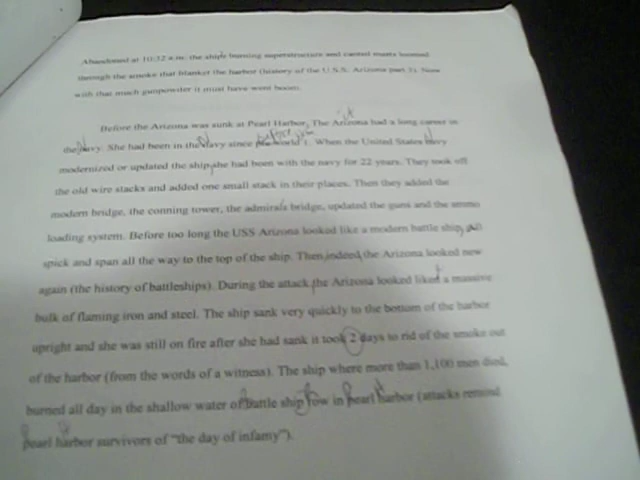 Abandoned at 10:32 a.m. the ship's burning superstructure and canted masts loomed
through the smoke that blanket the harbor (history of the U.S.S. Arizona part 3). Now
with that much gunpowder it must have went boom.
Before the Arizona was sunk at Pearl Harbor, The Arizona had a long career in
the Navy. She had been in the Navy since before world 1. When the United States Navy
modernized or updated the ship, she had been with the navy for 22 years. They took off
the old wire stacks and added one small stack in their places. Then they added the
modern bridge, the conning tower, the admirals bridge, updated the guns and the ammo
loading system. Before too long the USS Arizona looked like a modern battle ship, all
spick and span all the way to the top of the ship. Then, indeed, the Arizona looked new
again (the history of battleships). During the attack, the Arizona looked liked a massive
bulk of flaming iron and steel. The ship sank very quickly to the bottom of the harbor
upright and she was still on fire after she had sank it took 2 days to rid of the smoke out
of the harbor (from the words of a witness). The ship where more than 1,100 men died,
burned all day in the shallow water of battle ship row in pearl harbor (attacks remind
pearl harbor survivors of "the day of infamy").